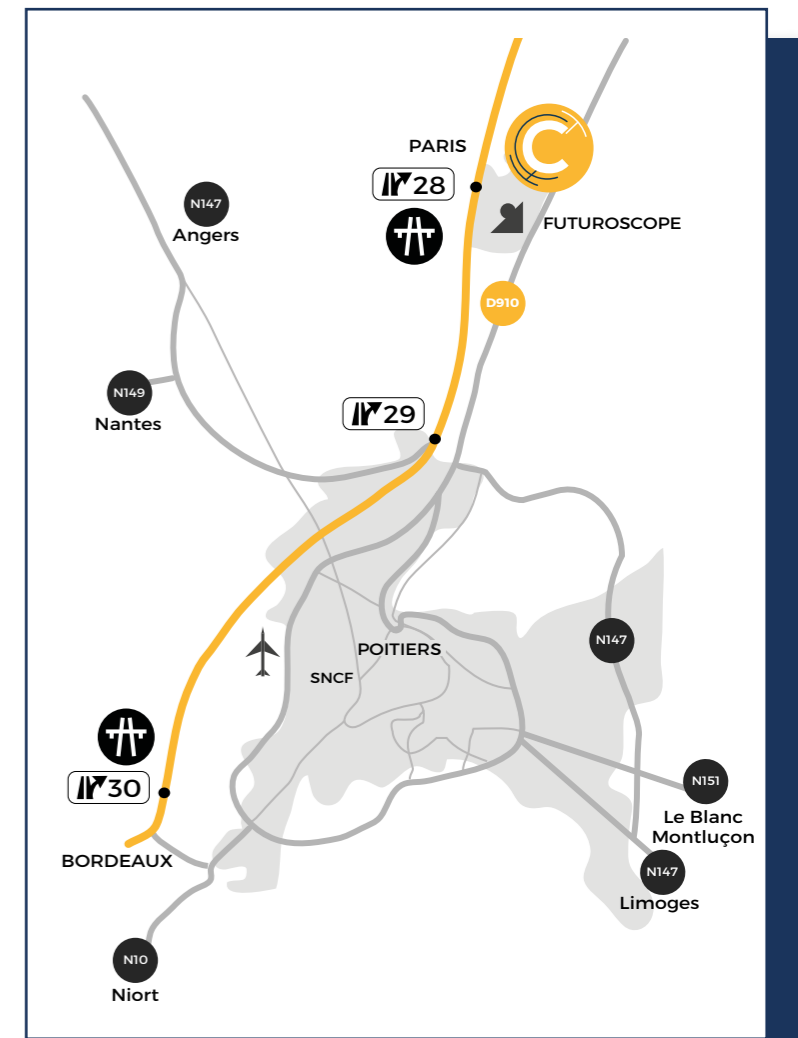 PARIS
28
N147
Angers
FUTUROSCOPE
D910
N149
Nantes
29
N147
POITIERS
SNCF
30
N151
Le Blanc
Montluçon
BORDEAUX
N147
Limoges
N10
Niort